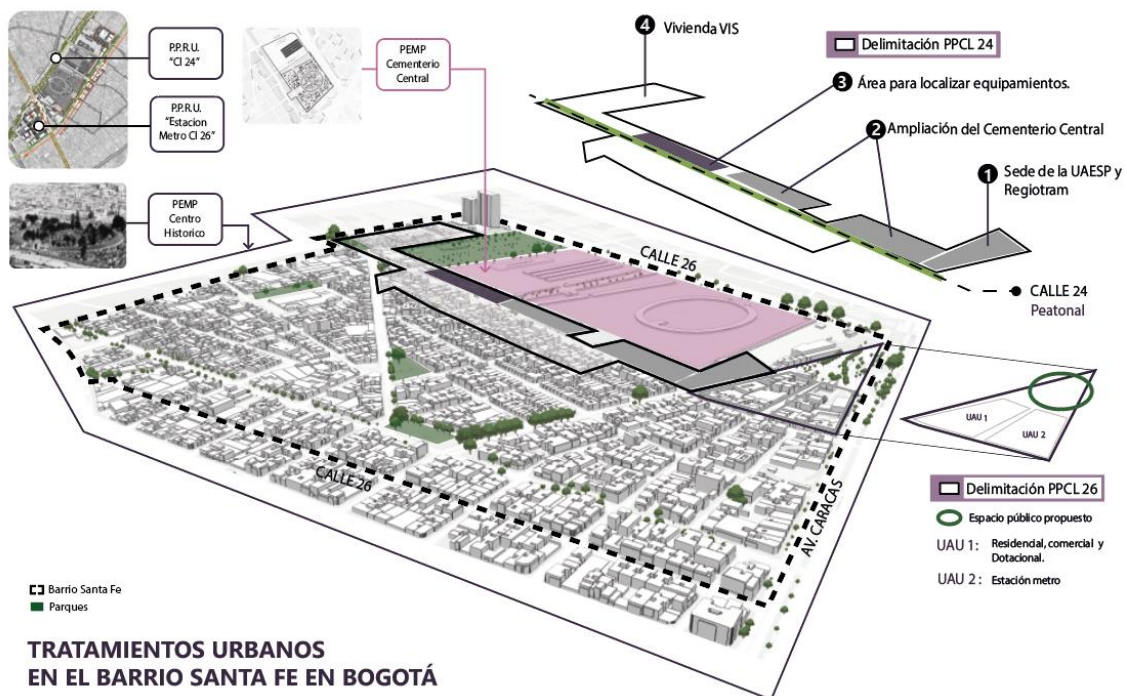 P.P.R.U.
"Cl 24"
P.P.R.U.
"Estacion
Metro Cl 26"
PEMP
Cementerio
Central
PEMP
Centro
Historico
4 Vivienda VIS
Delimitación PPCL 24
3 Área para localizar equipamientos.
2 Ampliación del Cementerio Central
1 Sede de la UAESP y
Regiotram
CALLE 24
Peatonal
CALLE 26
CALLE 26
AV. CARACAS
UAU 1
UAU 2
Delimitación PPCL 26
Espacio público propuesto
UAU 1: Residencial, comercial y
Dotacional.
UAU 2: Estación metro
Barrio Santa Fe
Parques
TRATAMIENTOS URBANOS
EN EL BARRIO SANTA FE EN BOGOTÁ